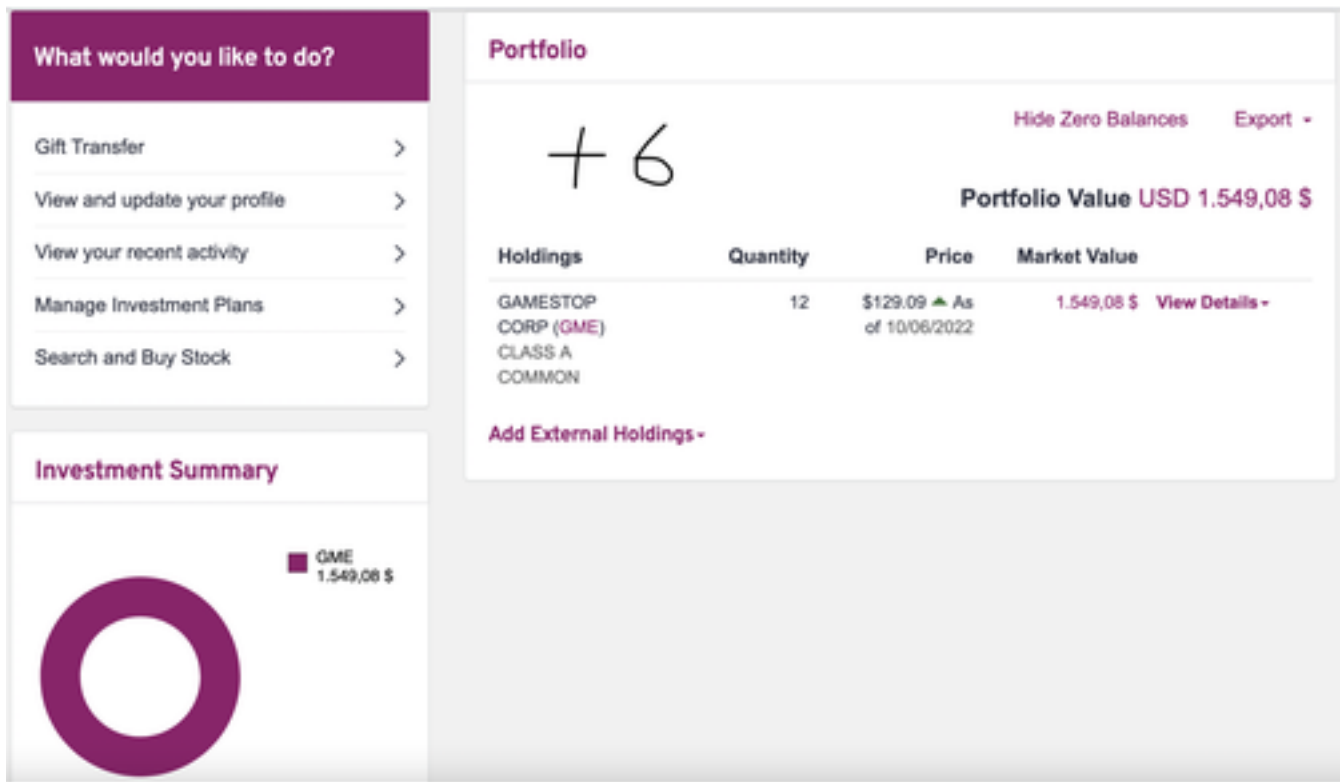 What would you like to do?
Gift Transfer
View and update your profile
View your recent activity
Manage Investment Plans
Search and Buy Stock
Investment Summary
GME
1.549,08 $
Portfolio
+6
Hide Zero Balances Export
Portfolio Value USD 1.549,08 $
Holdings Quantity Price Market Value
GAMESTOP 12 $129.09 As 1.549,08 $ View Details
CORP (GME) of 10/06/2022
CLASS A
COMMON
Add External Holdings